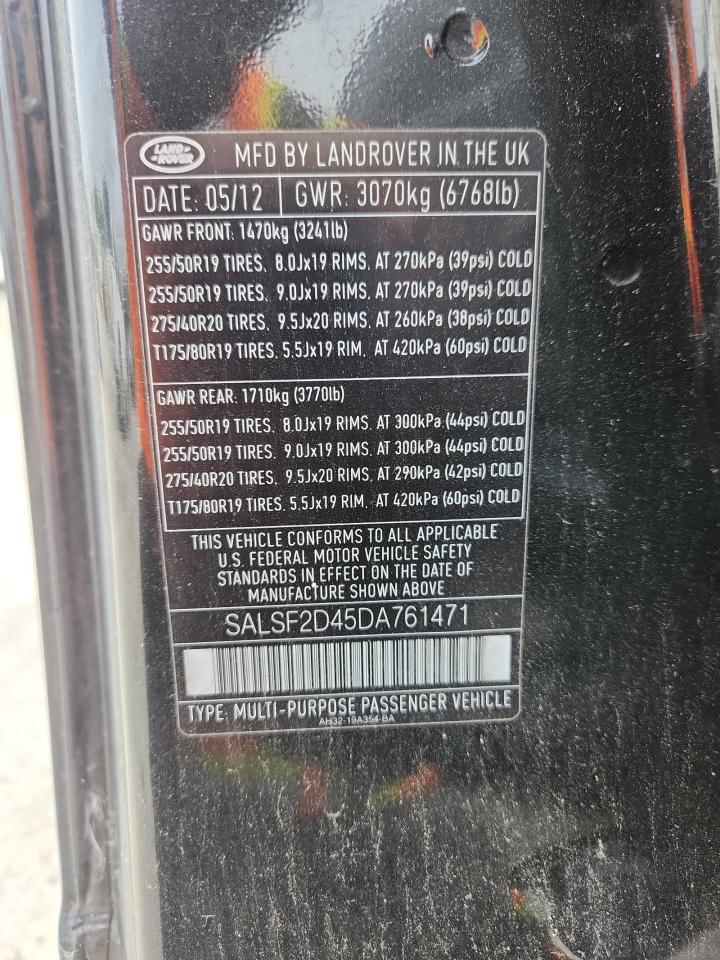 LAND-
-ROVER
MFD BY LANDROVER IN THE UK
DATE: 05/12
GWR: 3070kg (6768lb)
GAWR FRONT: 1470kg (3241lb)
255/50R19 TIRES, 8.0Jx19 RIMS, AT 270kPa (39psi) COLD
255/50R19 TIRES, 9.0Jx19 RIMS, AT 270kPa (39psi) COLD
275/40R20 TIRES, 9.5Jx20 RIMS, AT 260kPa (38psi) COLD
T175/80R19 TIRES, 5.5Jx19 RIM, AT 420kPa (60psi) COLD
GAWR REAR: 1710kg (3770lb)
255/50R19 TIRES, 8.0Jx19 RIMS, AT 300kPa (44psi) COLD
255/50R19 TIRES, 9.0Jx19 RIMS, AT 300kPa (44psi) COLD
275/40R20 TIRES, 9.5Jx20 RIMS, AT 290kPa (42psi) COLD
T175/80R19 TIRES, 5.5Jx19 RIM, AT 420kPa (60psi) COLD
THIS VEHICLE CONFORMS TO ALL APPLICABLE
U.S. FEDERAL MOTOR VEHICLE SAFETY
STANDARDS IN EFFECT ON THE DATE OF
MANUFACTURE SHOWN ABOVE
SALSF2D45DA761471
TYPE: MULTI-PURPOSE PASSENGER VEHICLE
AH32-19A354-BA